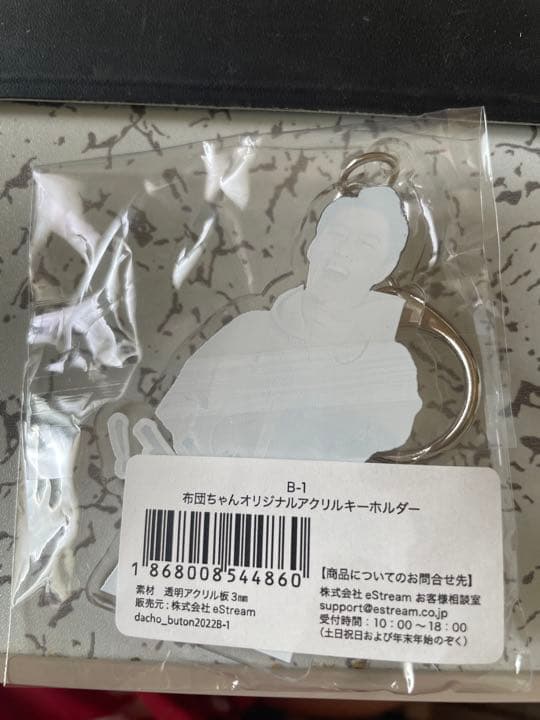 B-1
布団ちゃんオリジナルアクリルキーホルダー
1868008544860
素材 透明アクリル板 3㎜
販売元：株式会社 eStream
dacho_buton2022B-1
【商品についてのお問合せ先】
株式会社 eStream お客様相談室
support@estream.co.jp
受付時間：10：00～18：00
（土日祝日および年末年始のぞく）